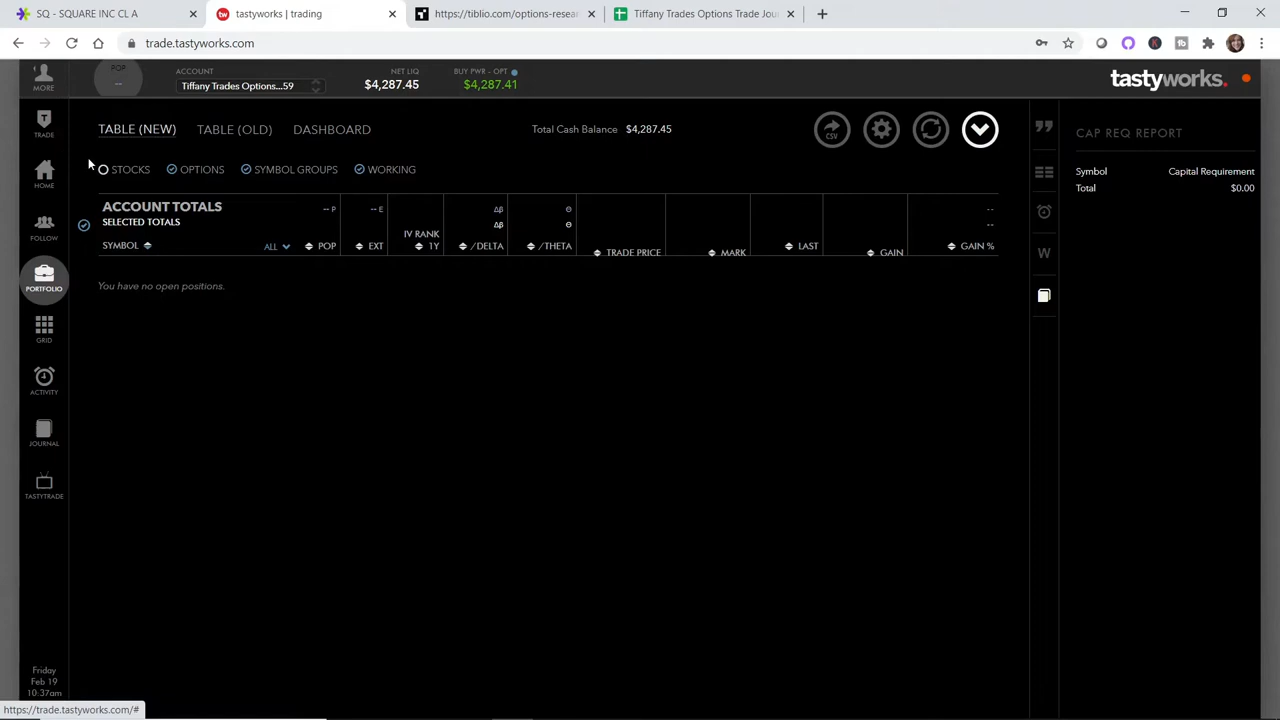 SQ - SQUARE INC CL A
tastyworks | trading
https://tiblio.com/options-resear
Tiffany Trades Options Trade Jou
trade.tastyworks.com
MORE
POP
--
ACCOUNT
Tiffany Trades Options...59
NET LIQ
$4,287.45
BUY PWR - OPT
$4,287.41
tastyworks.
TRADE
HOME
FOLLOW
PORTFOLIO
GRID
ACTIVITY
JOURNAL
TASTYTRADE
TABLE (NEW)
TABLE (OLD)
DASHBOARD
Total Cash Balance $4,287.45
CSV
STOCKS
OPTIONS
SYMBOL GROUPS
WORKING
ACCOUNT TOTALS
-- P
-- E
Δβ
Θ
--
SELECTED TOTALS
Δβ
Θ
--
SYMBOL
ALL
POP
EXT
IV RANK
1Y
/DELTA
/THETA
TRADE PRICE
MARK
LAST
GAIN
GAIN %
You have no open positions.
W
CAP REQ REPORT
Symbol Capital Requirement
Total $0.00
Friday
Feb 19
10:37am
https://trade.tastyworks.com/#